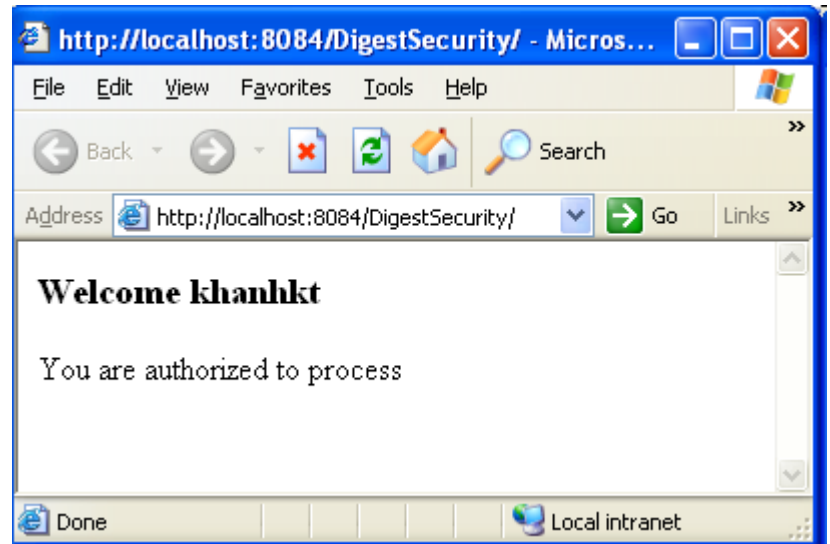 http://localhost:8084/DigestSecurity/ - Micros...
File Edit View Favorites Tools Help
Back Search »
Address http://localhost:8084/DigestSecurity/ Go Links »
Welcome khanhkt
You are authorized to process
Done Local intranet